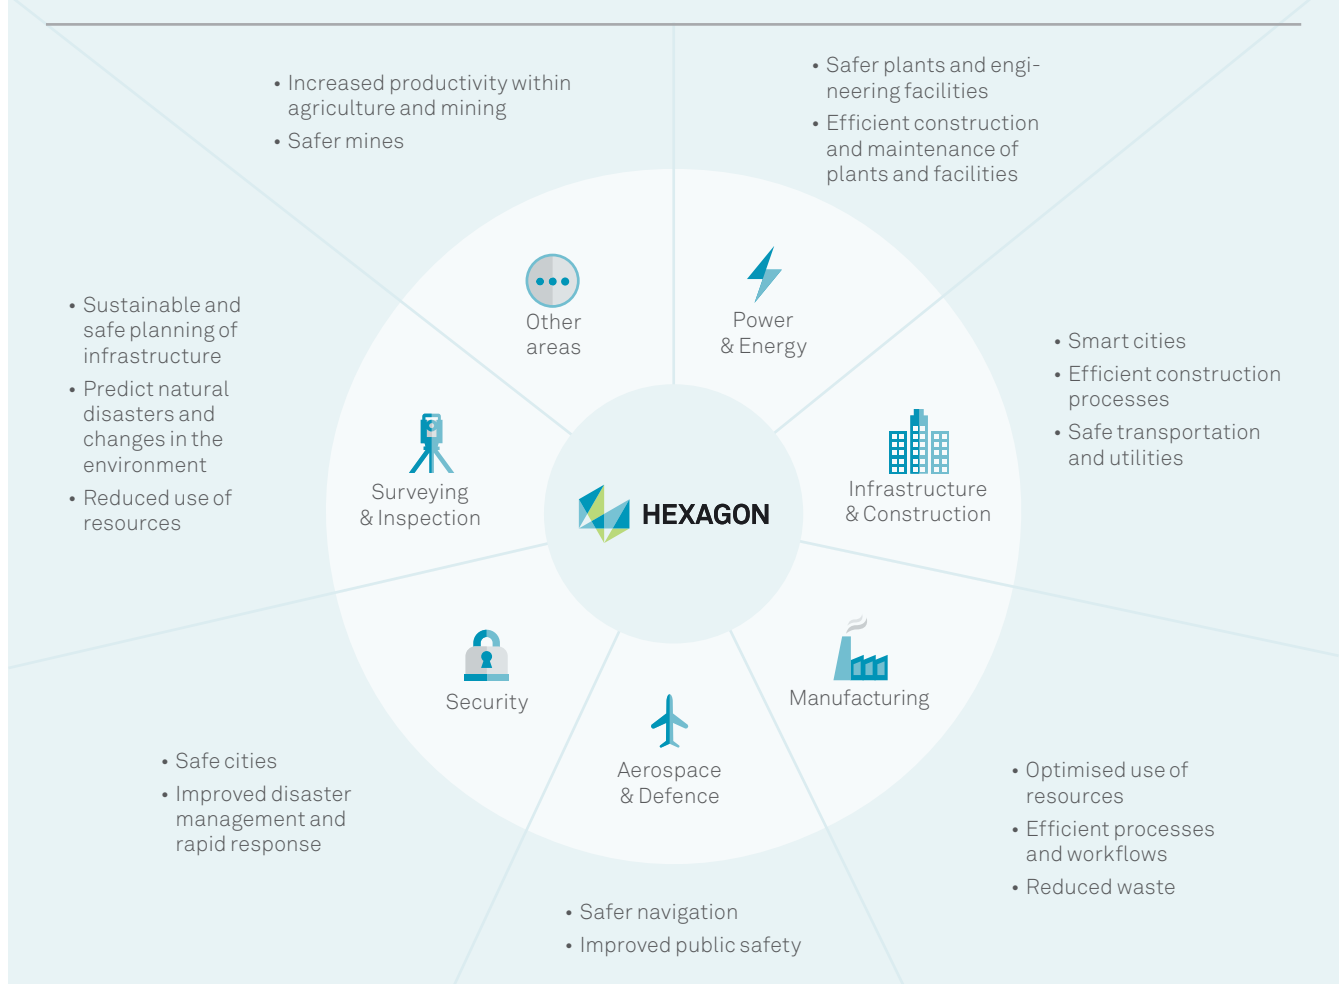 • Increased productivity within
agriculture and mining
• Safer mines
• Safer plants and engi-
neering facilities
• Efficient construction
and maintenance of
plants and facilities
Other
areas
Power
& Energy
• Sustainable and
safe planning of
infrastructure
• Predict natural
disasters and
changes in the
environment
• Reduced use of
resources
Surveying
& Inspection
HEXAGON
Infrastructure
& Construction
• Smart cities
• Efficient construction
processes
• Safe transportation
and utilities
Security
Aerospace
& Defence
Manufacturing
• Safe cities
• Improved disaster
management and
rapid response
• Safer navigation
• Improved public safety
• Optimised use of
resources
• Efficient processes
and workflows
• Reduced waste